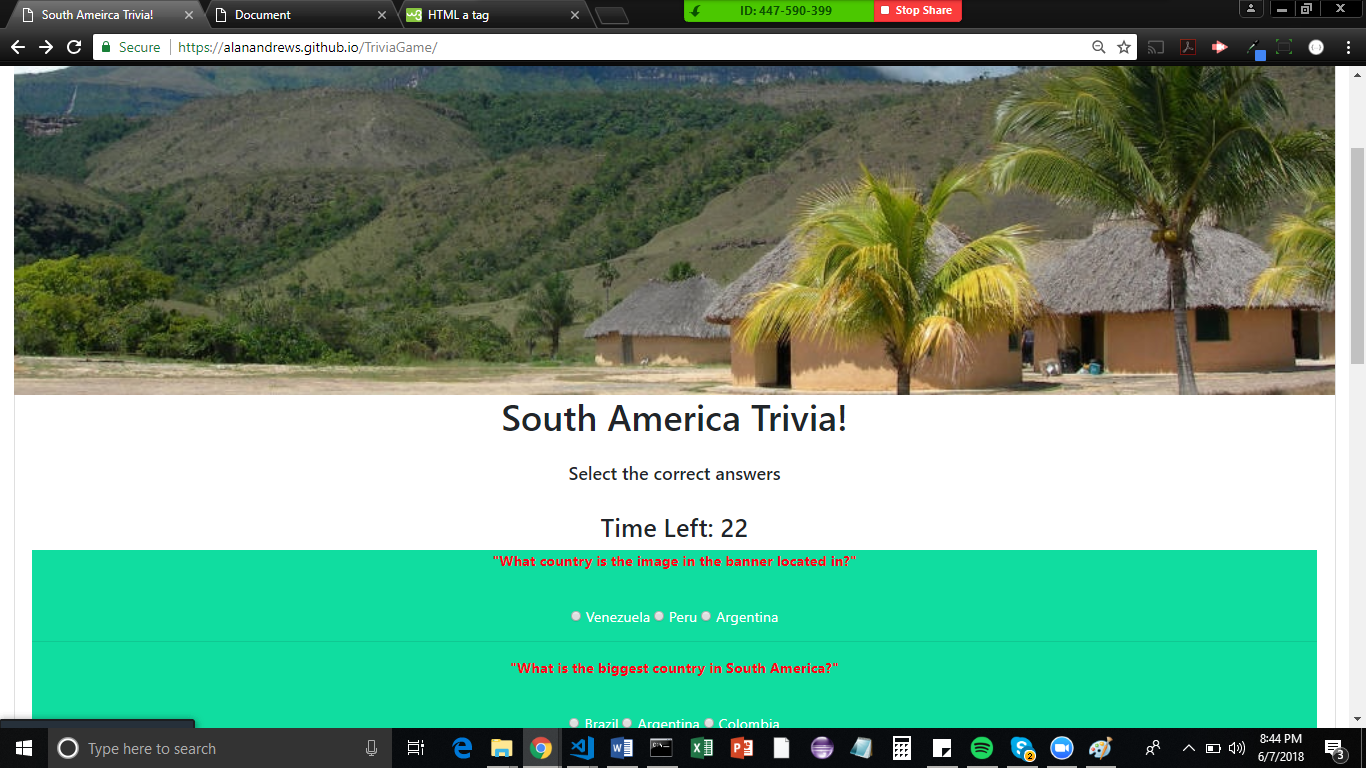 South Ameirca Trivia!
Document
HTML a tag
ID: 447-590-399
Stop Share
Secure
https://alanandrews.github.io/TriviaGame/
South America Trivia!
Select the correct answers
Time Left: 22
"What country is the image in the banner located in?"
Venezuela Peru Argentina
"What is the biggest country in South America?"
Brazil Argentina Colombia
Type here to search
8:44 PM
6/7/2018
2
3